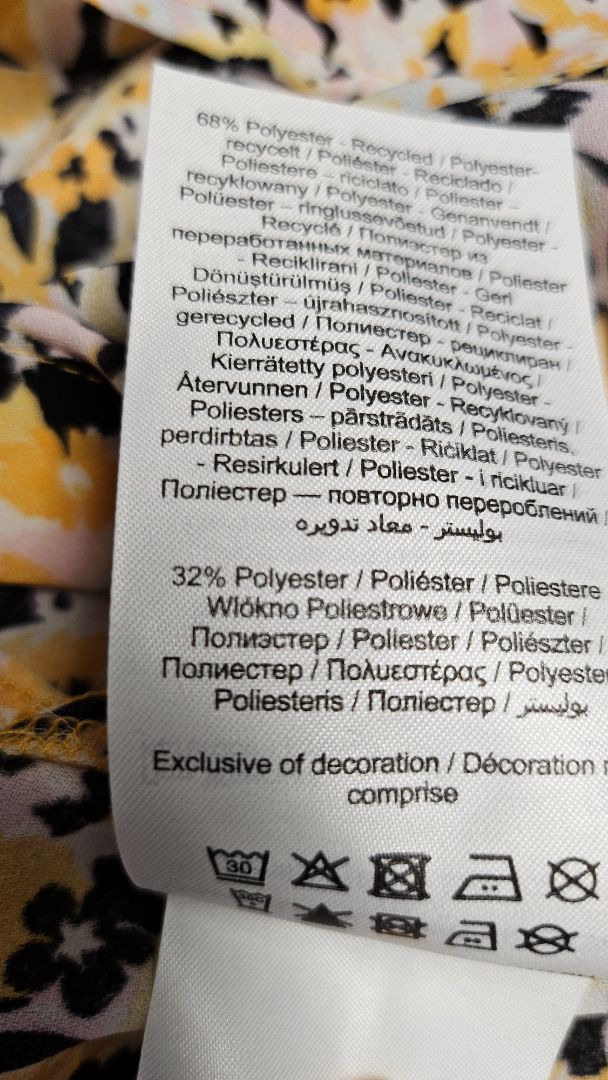 68% Polyester - Recycled / Polyester-
recycelt / Poliéster - Reciclado /
Poliestere – riciclato / Poliester –
recyklowany / Polyester - Genanvendt /
Polüester – ringlussevõetud / Polyester -
Recyclé / Полиэстер из
переработанных материалов / Poliester
- Reciklirani / Poliester - Geri
Dönüştürülmüş / Poliester - Reciclat /
Poliészter – újrahasznosított / Polyester -
gerecycled / Полиестер - рециклиран /
Πολυεστέρας - Ανακυκλωμένος /
Kierrätetty polyesteri / Polyester -
Återvunnen / Polyester - Recyklovaný /
Poliesters – pārstrādāts / Poliesteris,
perdirbtas / Poliester - Ričiklat / Polyester
- Resirkulert / Poliester - i ricikluar /
Поліестер — повторно перероблений /
بوليستر - معاد تدويره
32% Polyester / Poliéster / Poliestere
Wlókno Poliestrowe / Polüester /
Полиэстер / Poliester / Poliészter /
Полиестер / Πολυεστέρας / Polyester
Poliesteris / Поліестер / بوليستر
Exclusive of decoration / Décoration
comprise
30